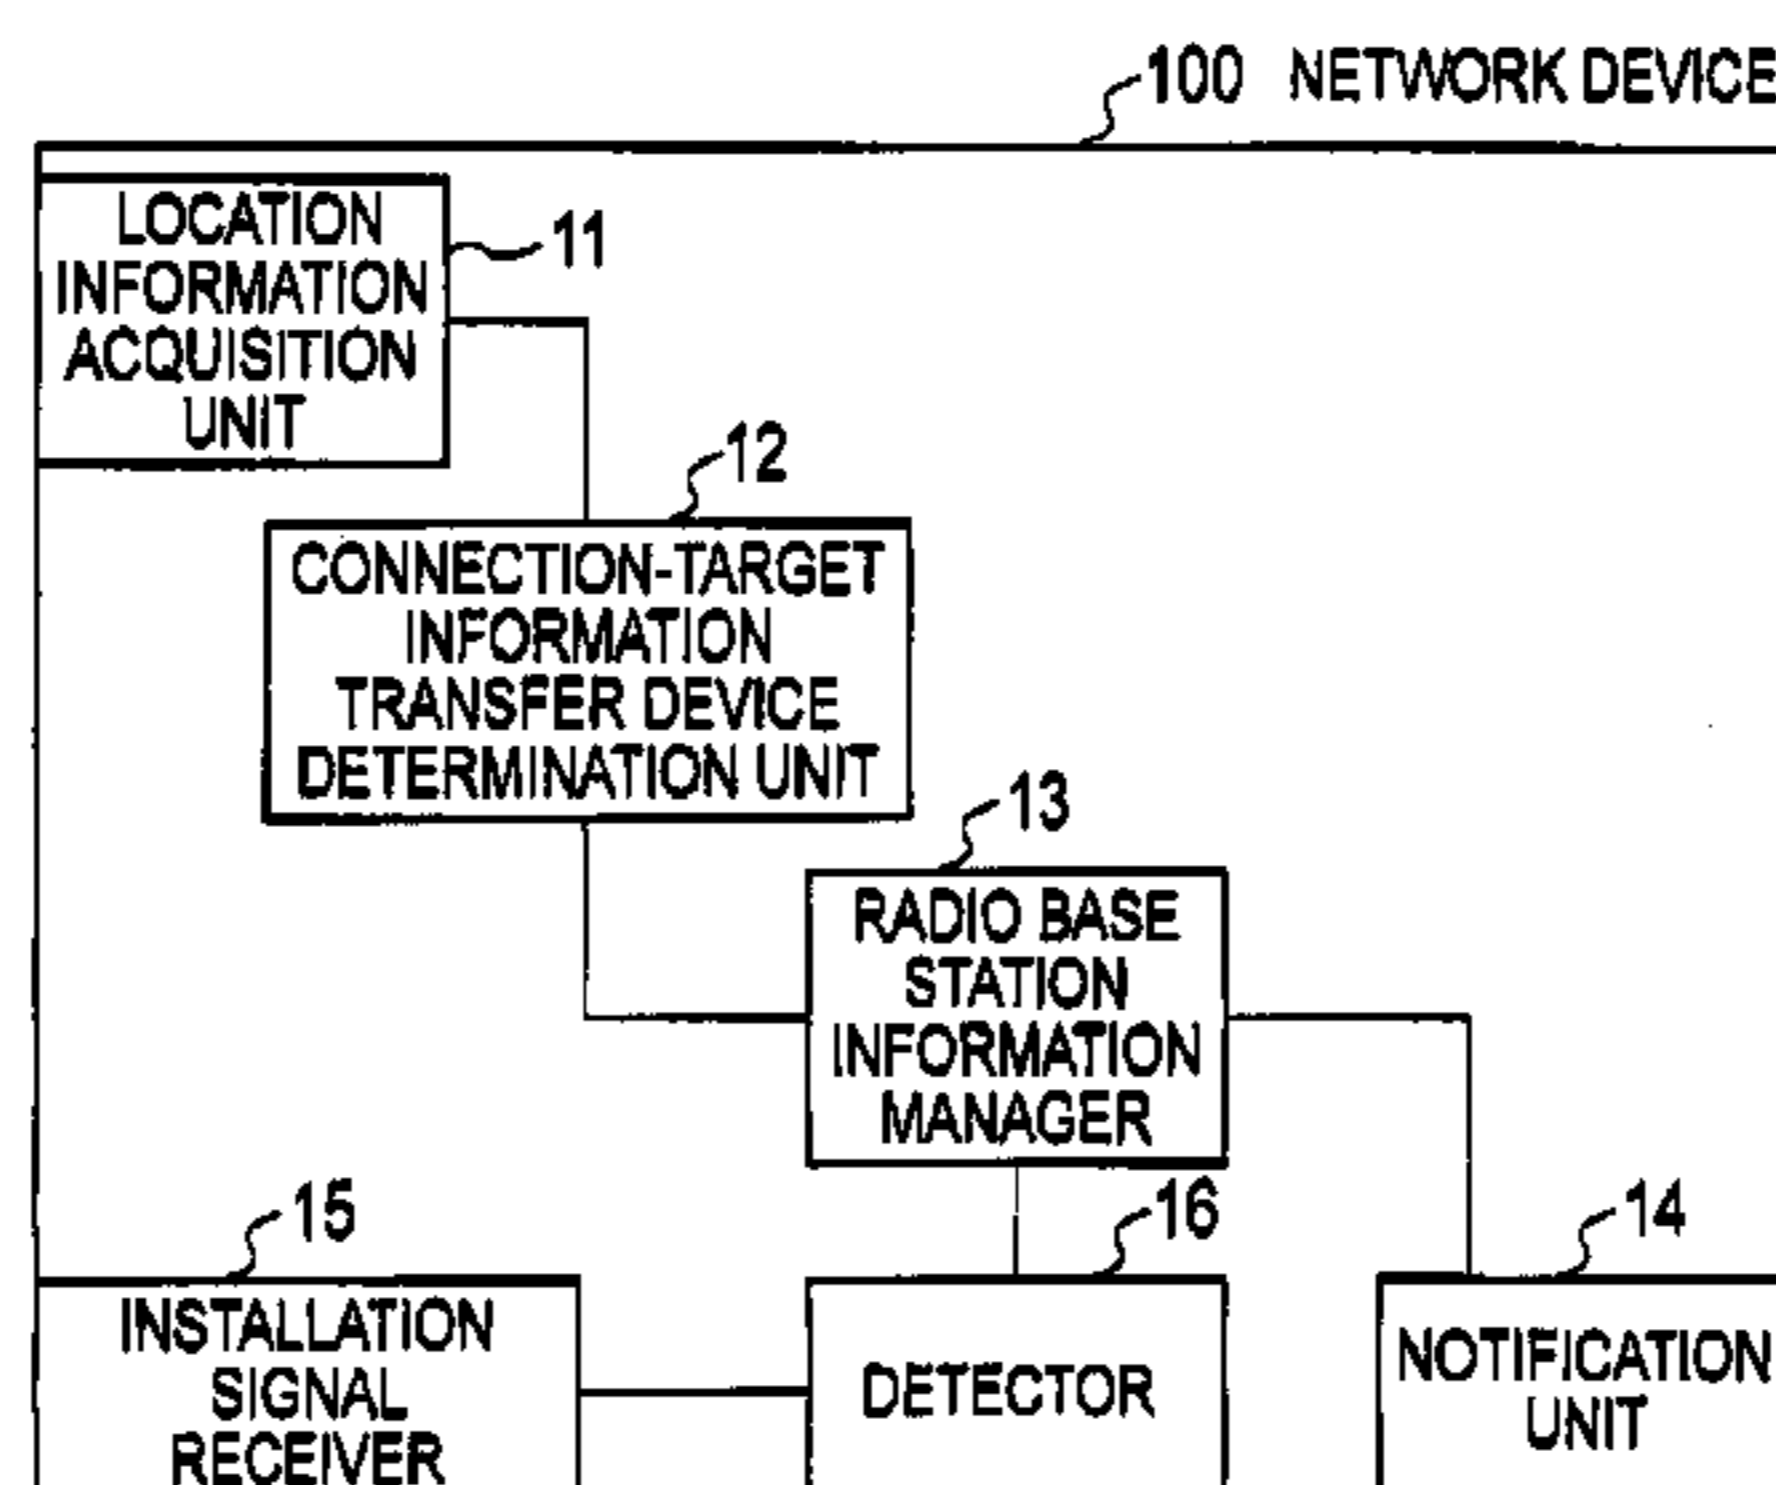 100 NETWORK DEVICE
LOCATION
INFORMATION
ACQUISITION
UNIT
11
12
CONNECTION-TARGET
INFORMATION
TRANSFER DEVICE
DETERMINATION UNIT
13
RADIO BASE
STATION
INFORMATION
MANAGER
15
INSTALLATION
SIGNAL
RECEIVER
16
DETECTOR
14
NOTIFICATION
UNIT